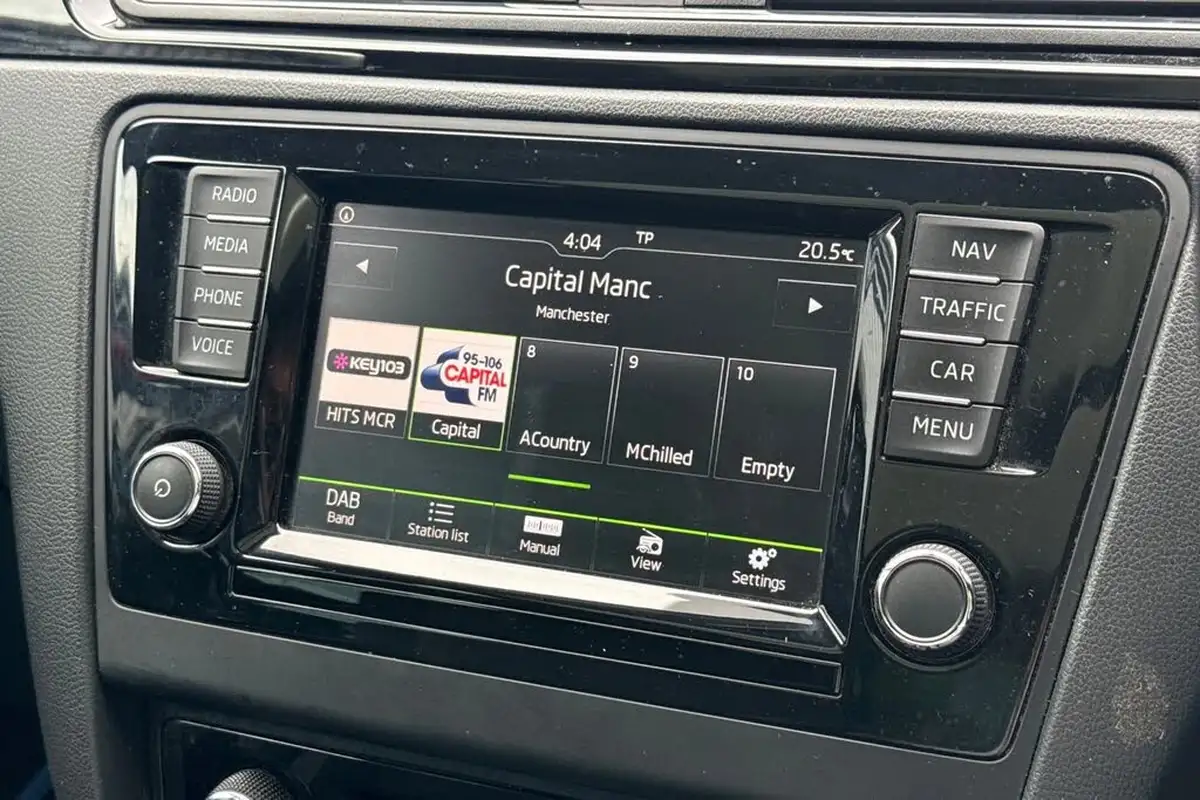 RADIO
MEDIA
PHONE
VOICE
4:04
TP
20.5°C
Capital Manc
Manchester
KEY103
HITS MCR
95-106
CAPITAL
FM
Capital
8
ACountry
9
MChilled
10
Empty
DAB
Band
Station list
Manual
View
Settings
NAV
TRAFFIC
CAR
MENU